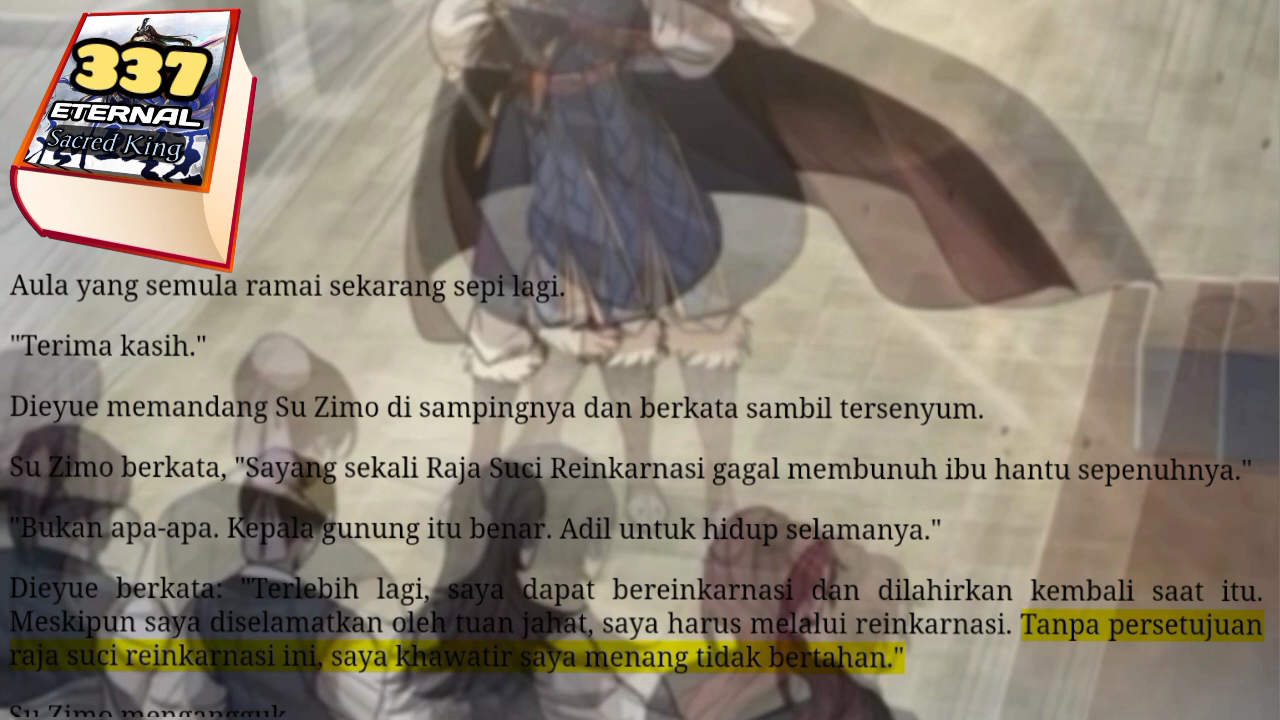 337
ETERNAL
Sacred King
Aula yang semula ramai sekarang sepi lagi.
"Terima kasih."
Dieyue memandang Su Zimo di sampingnya dan berkata sambil tersenyum.
Su Zimo berkata, "Sayang sekali Raja Suci Reinkarnasi gagal membunuh ibu hantu sepenuhnya."
"Bukan apa-apa. Kepala gunung itu benar. Adil untuk hidup selamanya."
Dieyue berkata: "Terlebih lagi, saya dapat bereinkarnasi dan dilahirkan kembali saat itu.
Meskipun saya diselamatkan oleh tuan jahat, saya harus melalui reinkarnasi. Tanpa persetujuan
raja suci reinkarnasi ini, saya khawatir saya menang tidak bertahan."
Su Zimo mengangguk.